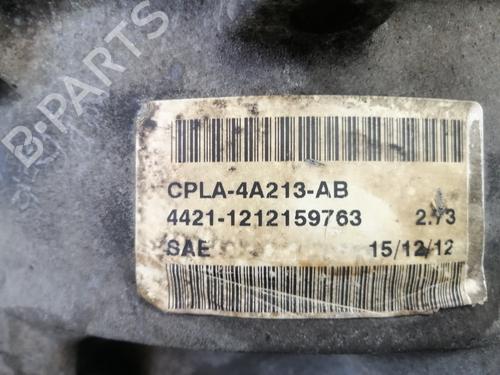 B-PARTS
CPLA-4A213-AB
4421-1212159763 2.73
SAE 15/12/12